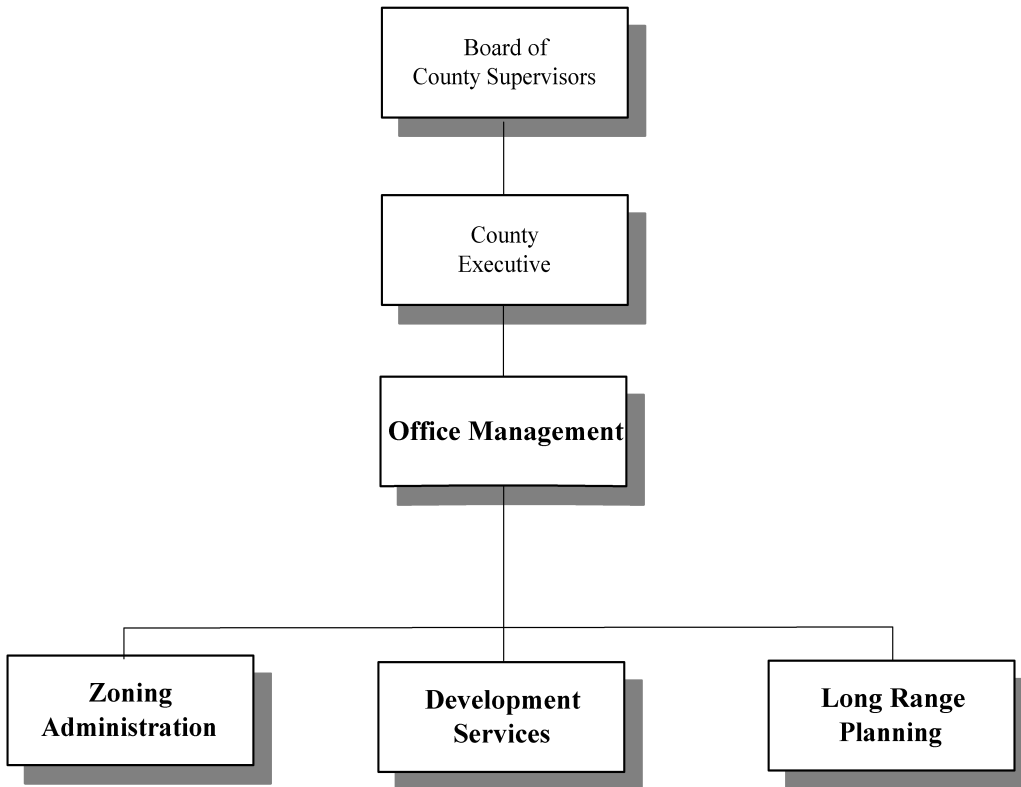 Board of
County Supervisors
County
Executive
Office Management
Zoning
Administration
Development
Services
Long Range
Planning